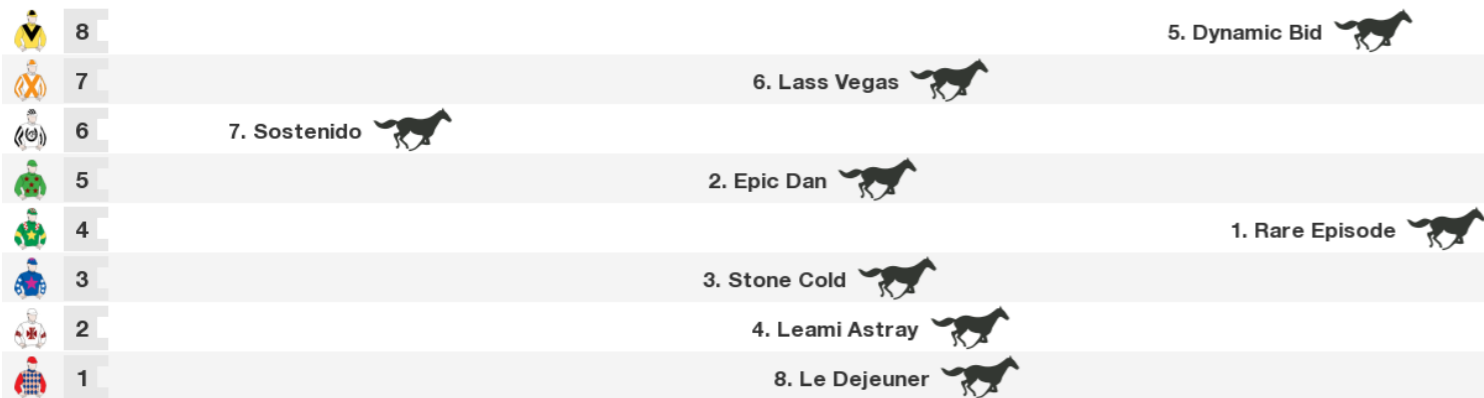 8 5. Dynamic Bid
7 6. Lass Vegas
6 7. Sostenido
5 2. Epic Dan
4 1. Rare Episode
3 3. Stone Cold
2 4. Leami Astray
1 8. Le Dejeuner